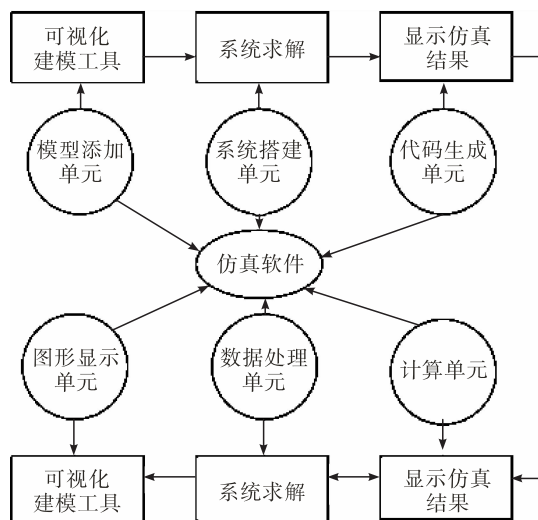 可视化
建模工具
系统求解
显示仿真
结果
模型添加
单元
系统搭建
单元
代码生成
单元
仿真软件
图形显示
单元
数据处理
单元
计算单元
可视化
建模工具
系统求解
显示仿真
结果